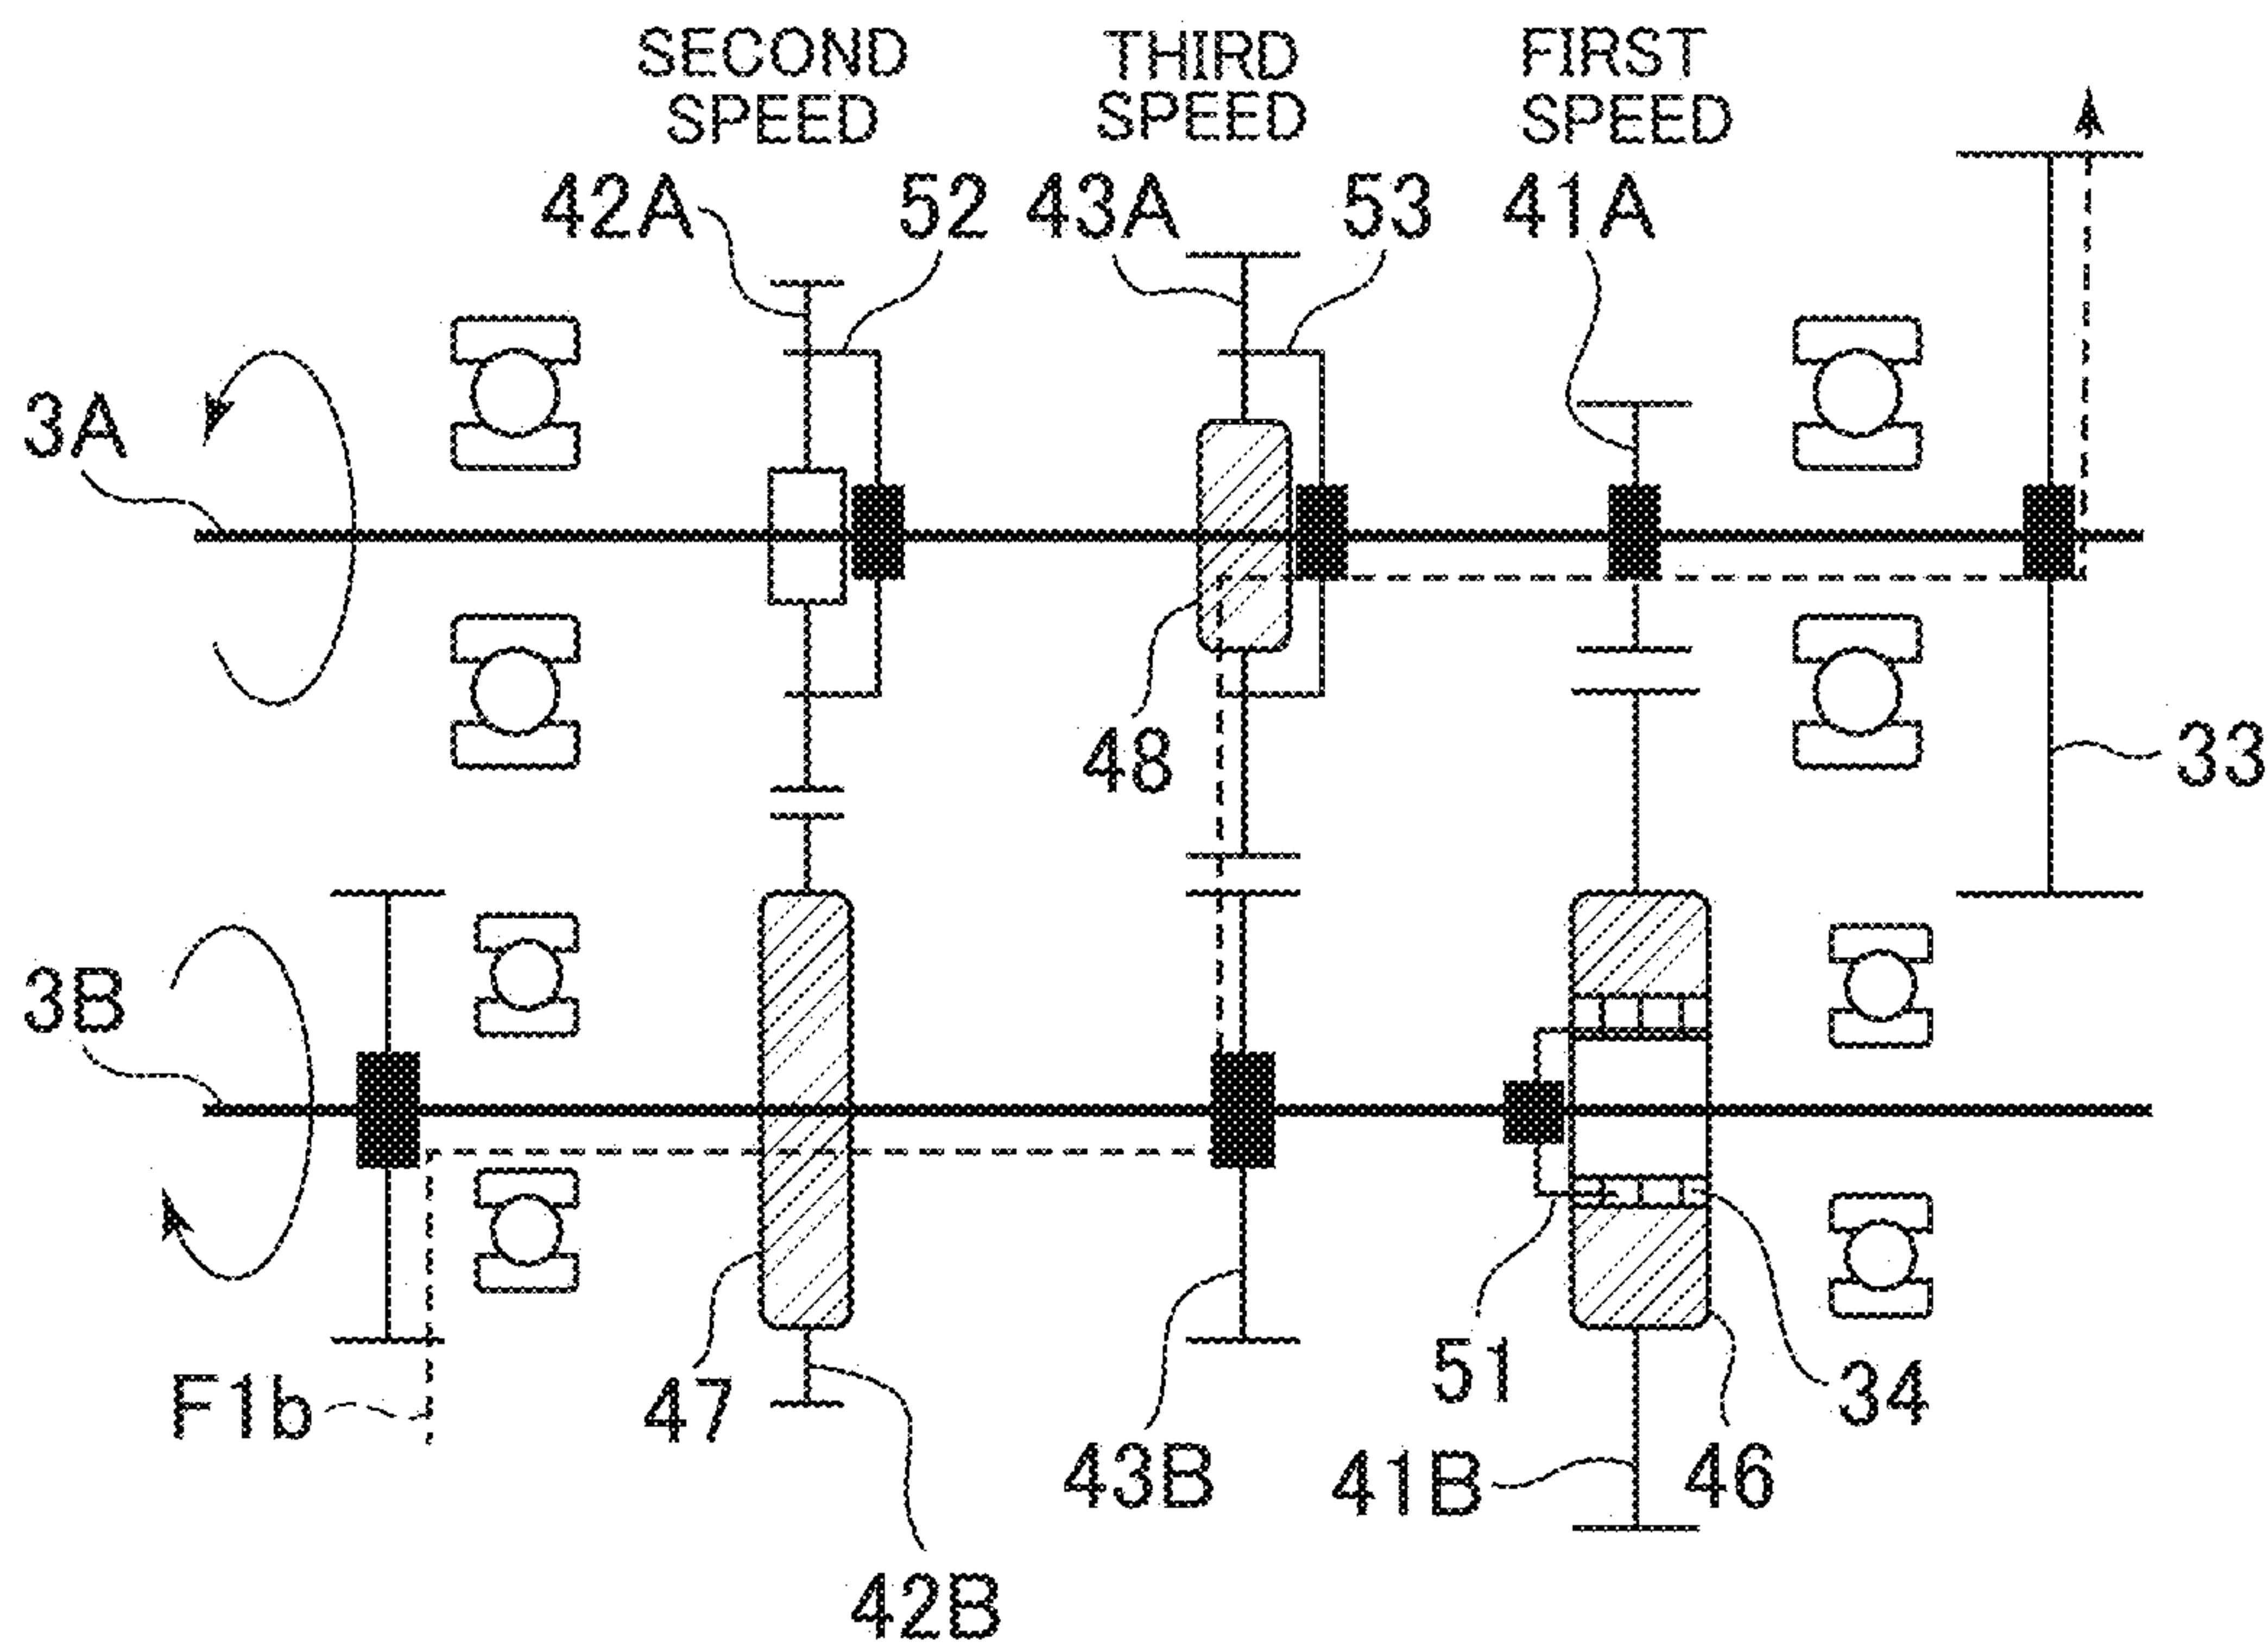 SECOND
SPEED
THIRD
SPEED
FIRST
SPEED
42A
52
43A
53
41A
3A
48
33
3B
F1b
47
43B
51
41B
34
46
42B